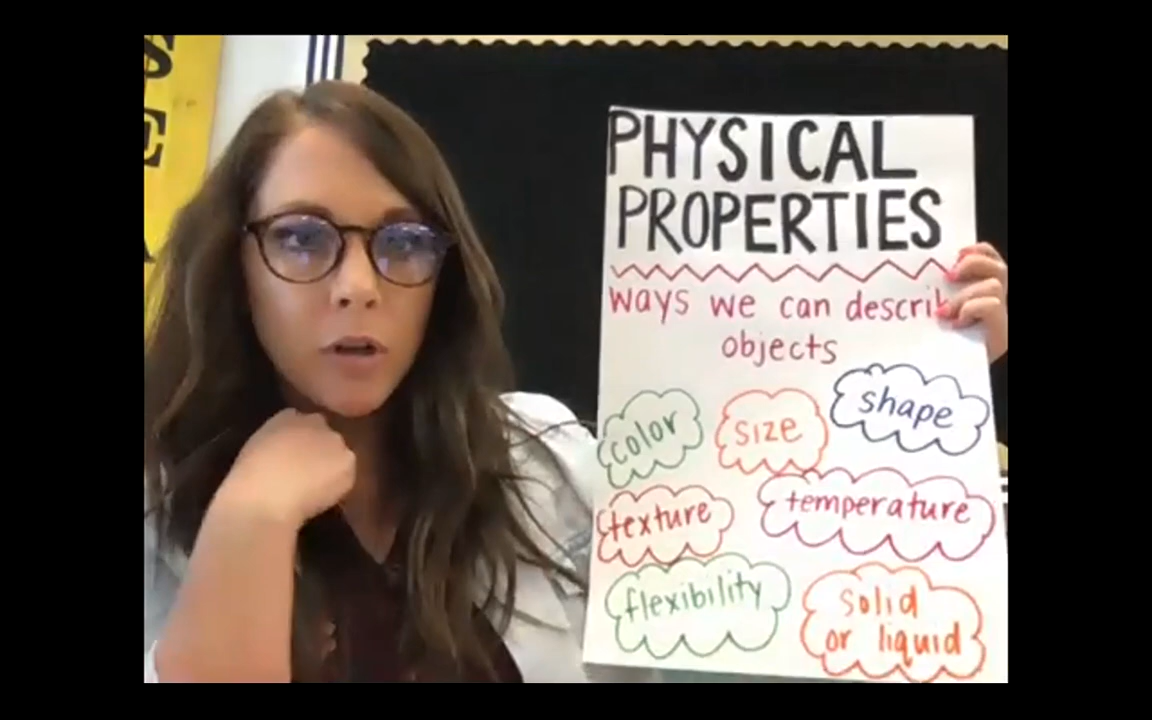 PHYSICAL
PROPERTIES
ways we can describ
objects
color
size
shape
texture
temperature
flexibility
solid
or liquid
S
E